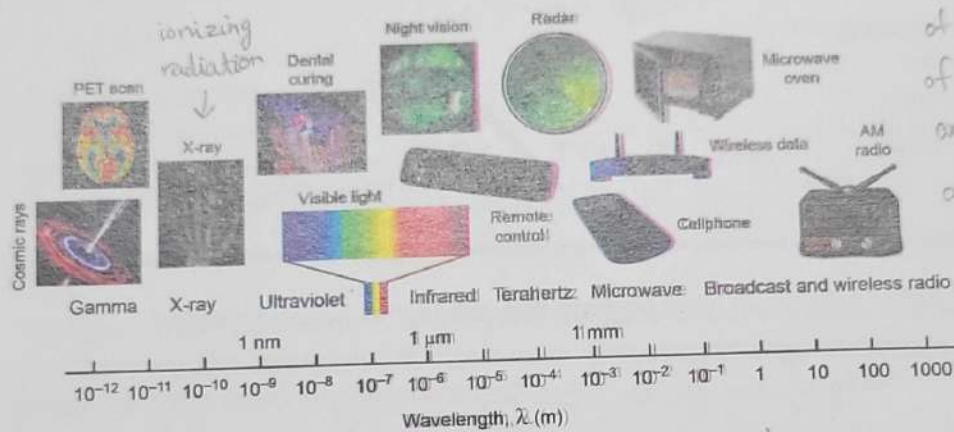 ionizing
radiation
Night vision
Radar
of
of
Dental
curing
Microwave
oven
PET scan
X-ray
Wireless data
AM
radio
Visible light
Remote
control
Cellphone
Cosmic rays
Gamma
X-ray
Ultraviolet
Infrared
Terahertz
Microwave
Broadcast and wireless radio
1 nm
1 µm
1 mm
10⁻¹² 10⁻¹¹ 10⁻¹⁰ 10⁻⁹ 10⁻⁸ 10⁻⁷ 10⁻⁶ 10⁻⁵ 10⁻⁴ 10⁻³ 10⁻² 10⁻¹ 1 10 100 1000
Wavelength, λ (m)